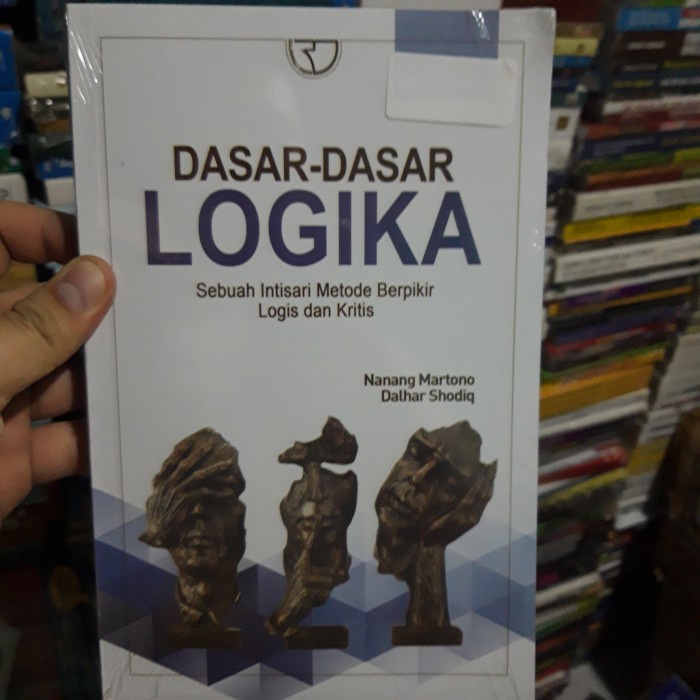 DASAR-DASAR
LOGIKA
Sebuah Intisari Metode Berpikir
Logis dan Kritis
Nanang Martono
Dalhar Shodiq